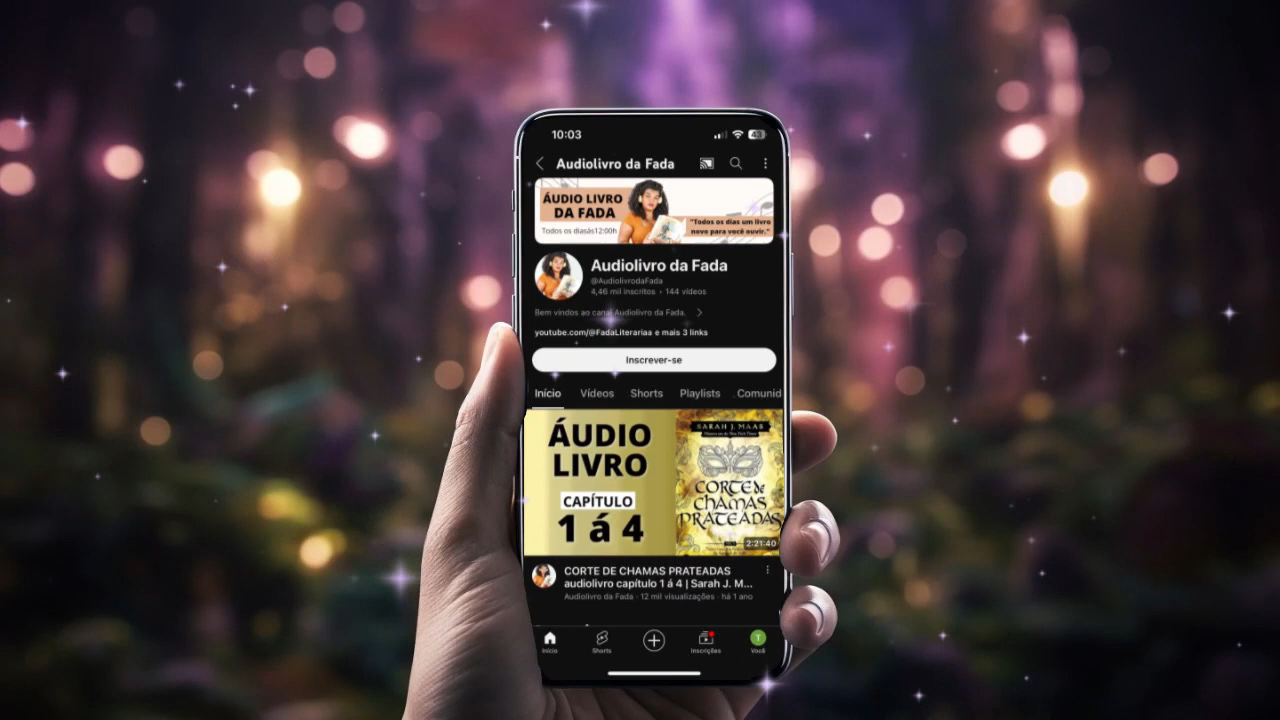 10:03
43
Audiolivro da Fada
ÁUDIO LIVRO
DA FADA
Todos os diasás12:00h
"Todos os dias um livro
novo para você ouvir."
Audiolivro da Fada
@AudiolivrodaFada
4,46 mil inscritos • 144 vídeos
Bem vindos ao canal Audiolivro da Fada.
youtube.com/@FadaLiterariaa e mais 3 links
Inscrever-se
Início Vídeos Shorts Playlists Comunid
ÁUDIO
LIVRO
CAPÍTULO
1 á 4
SARAH J. MAAS
CORTE de
CHAMAS
PRATEADAS
2:21:40
CORTE DE CHAMAS PRATEADAS
audiolivro capítulo 1 á 4 | Sarah J. M...
Audiolivro da Fada · 12 mil visualizações · há 1 ano
Início Shorts Inscrições Você
T